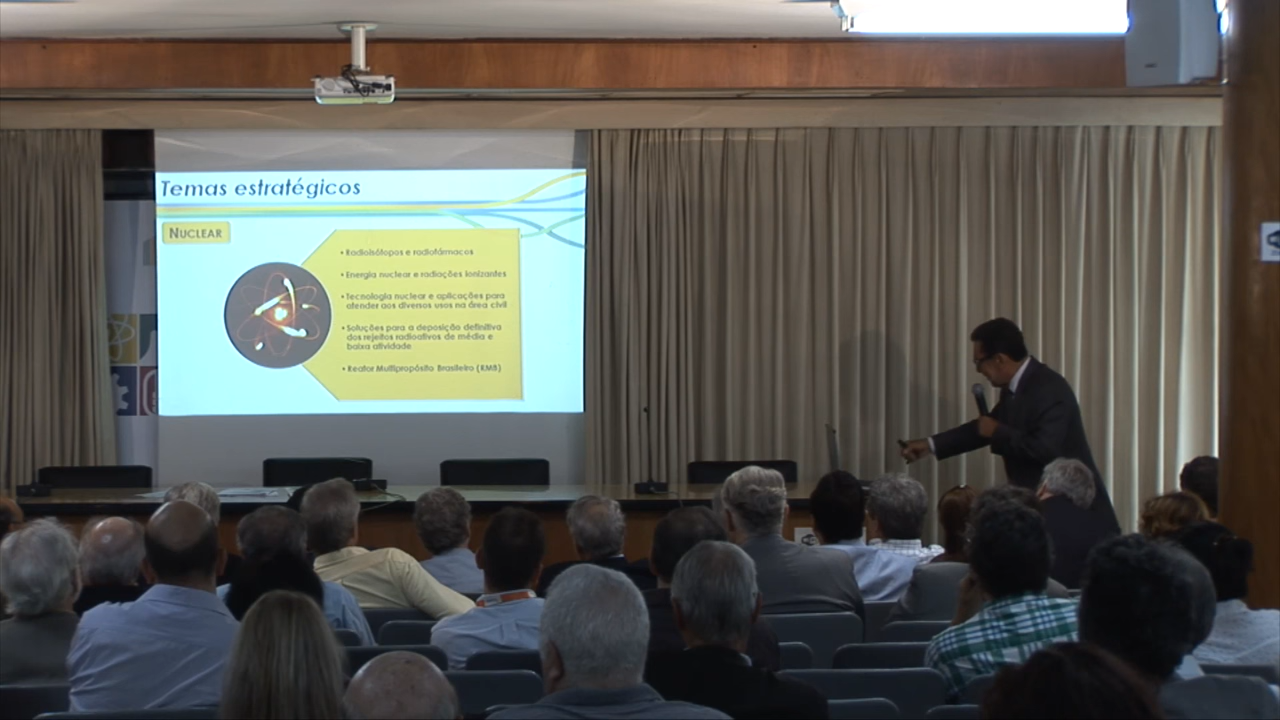 Temas estratégicos
NUCLEAR
• Radioisótopos e radiofármacos
• Energia nuclear e radiações ionizantes
• Tecnologia nuclear e aplicações para
atender aos diversos usos na área civil
• Soluções para a deposição definitiva
dos rejeitos radioativos de média e
baixa atividade
• Reator Multipropósito Brasileiro (RMB)